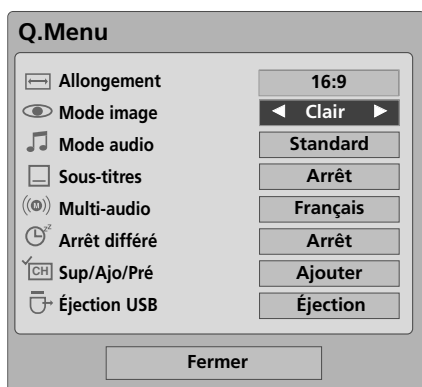 Q.Menu
Allongement 16:9
Mode image ◄ Clair ►
Mode audio Standard
Sous-titres Arrêt
Multi-audio Français
Arrêt différé Arrêt
CH Sup/Ajo/Pré Ajouter
Éjection USB Éjection
Fermer